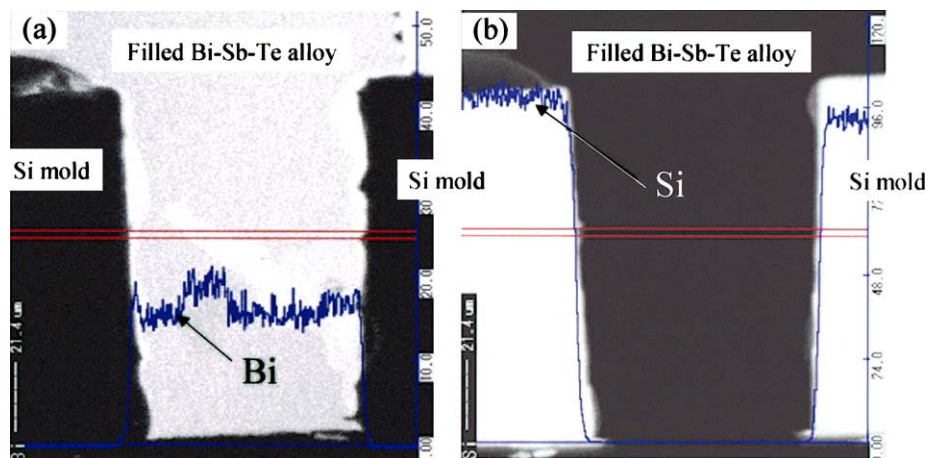 (a)
Filled Bi-Sb-Te alloy
50.0
40.0
Si mold
Si mold
30.0
20.0
Bi
10.0
.00
21.4 um
Bi
(b)
Filled Bi-Sb-Te alloy
120.
96.0
Si
Si mold
72
48.0
24.0
0.00
21.4 um
Si